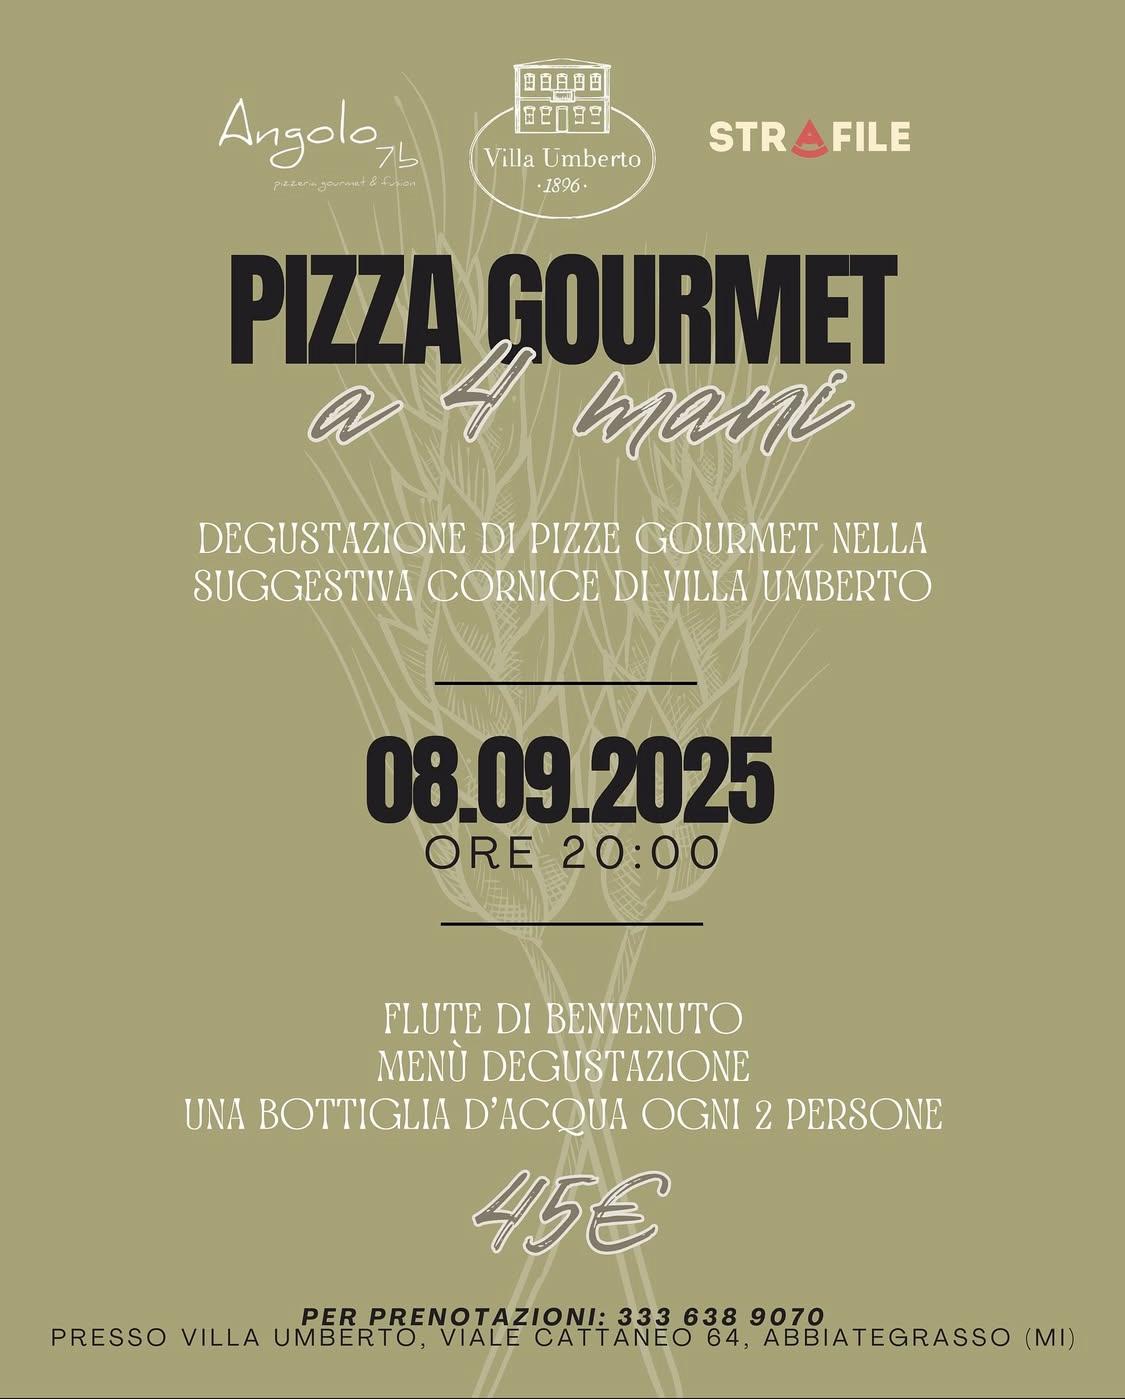 Angolo
7b
pizzeria gourmet & fusion
Villa Umberto
·1896·
STRAFILE
PIZZA GOURMET
a 4 mani
DEGUSTAZIONE DI PIZZE GOURMET NELLA
SUGGESTIVA CORNICE DI VILLA UMBERTO
08.09.2025
ORE 20:00
FLUTE DI BENVENUTO
MENÙ DEGUSTAZIONE
UNA BOTTIGLIA D'ACQUA OGNI 2 PERSONE
45€
PER PRENOTAZIONI: 333 638 9070
PRESSO VILLA UMBERTO, VIALE CATTANEO 64, ABBIATEGRASSO (MI)